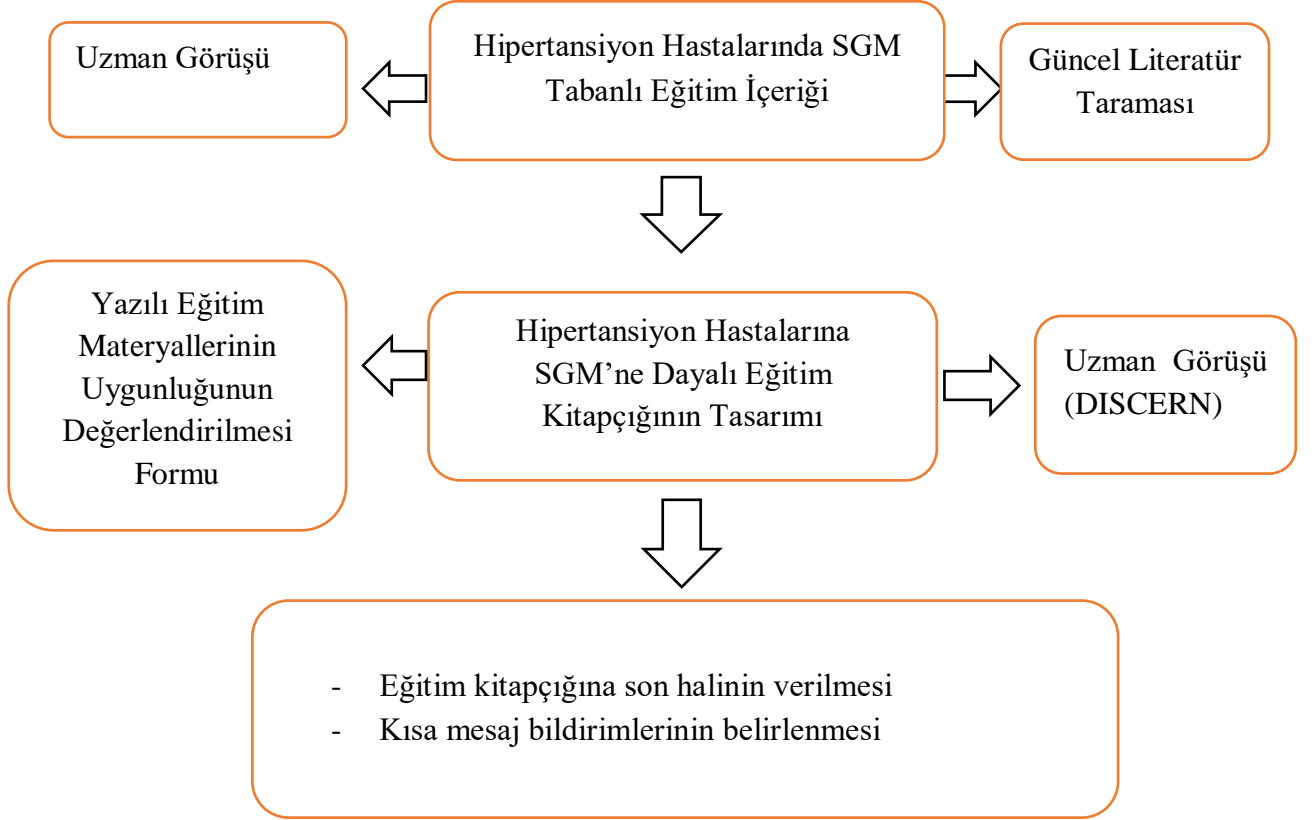 Uzman Görüşü
Hipertansiyon Hastalarında SGM
Tabanlı Eğitim İçeriği
Güncel Literatür
Taraması
Yazılı Eğitim
Materyallerinin
Uygunluğunun
Değerlendirilmesi
Formu
Hipertansiyon Hastalarına
SGM’ne Dayalı Eğitim
Kitapçığının Tasarımı
Uzman Görüşü
(DISCERN)
- Eğitim kitapçığına son halinin verilmesi
- Kısa mesaj bildirimlerinin belirlenmesi